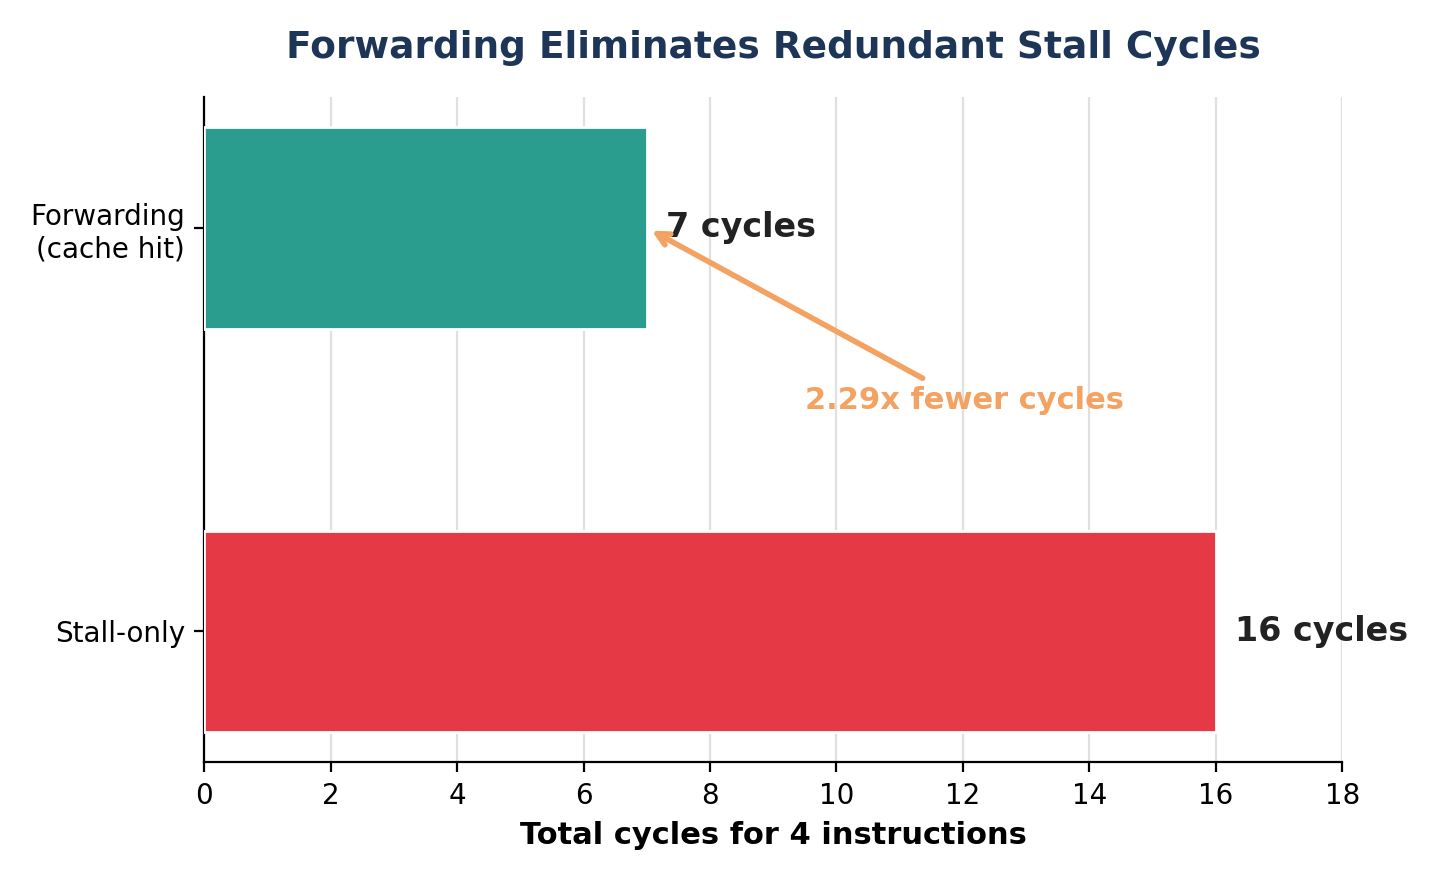 Forwarding Eliminates Redundant Stall Cycles
Forwarding
(cache hit)
7 cycles
2.29x fewer cycles
Stall-only
16 cycles
0 2 4 6 8 10 12 14 16 18
Total cycles for 4 instructions